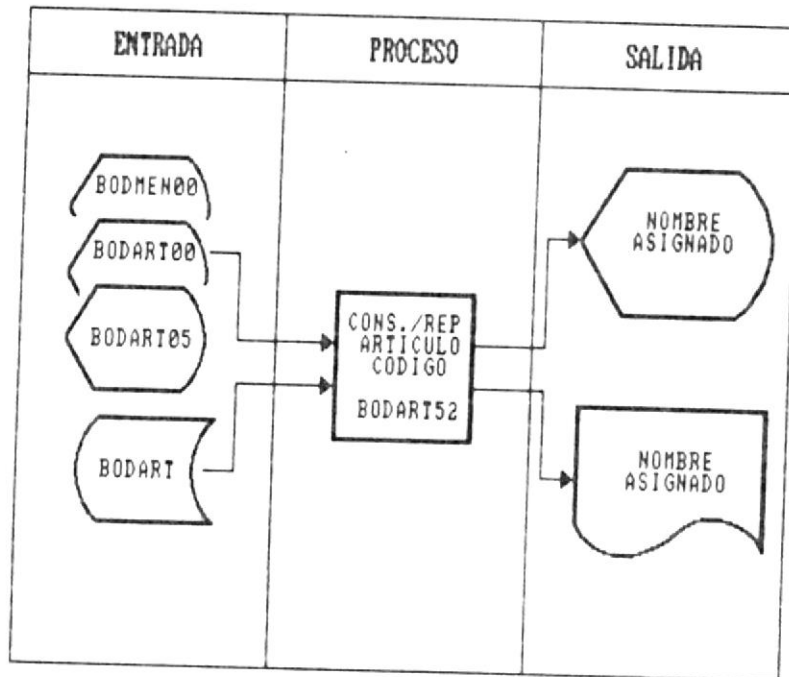 ENTRADA
PROCESO
SALIDA
BODMEN00
BODART00
BODART05
BODART
CONS./REP
ARTICULO
CODIGO
BODART52
NOMBRE
ASIGNADO
NOMBRE
ASIGNADO